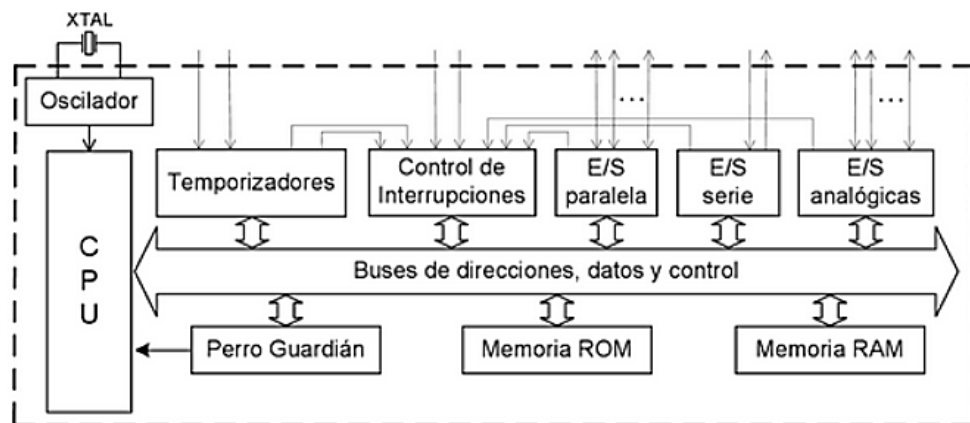 XTAL
Oscilador
...
...
Temporizadores
Control de
Interrupciones
E/S
paralela
E/S
serie
E/S
analógicas
C
P
U
Buses de direcciones, datos y control
Perro Guardián
Memoria ROM
Memoria RAM